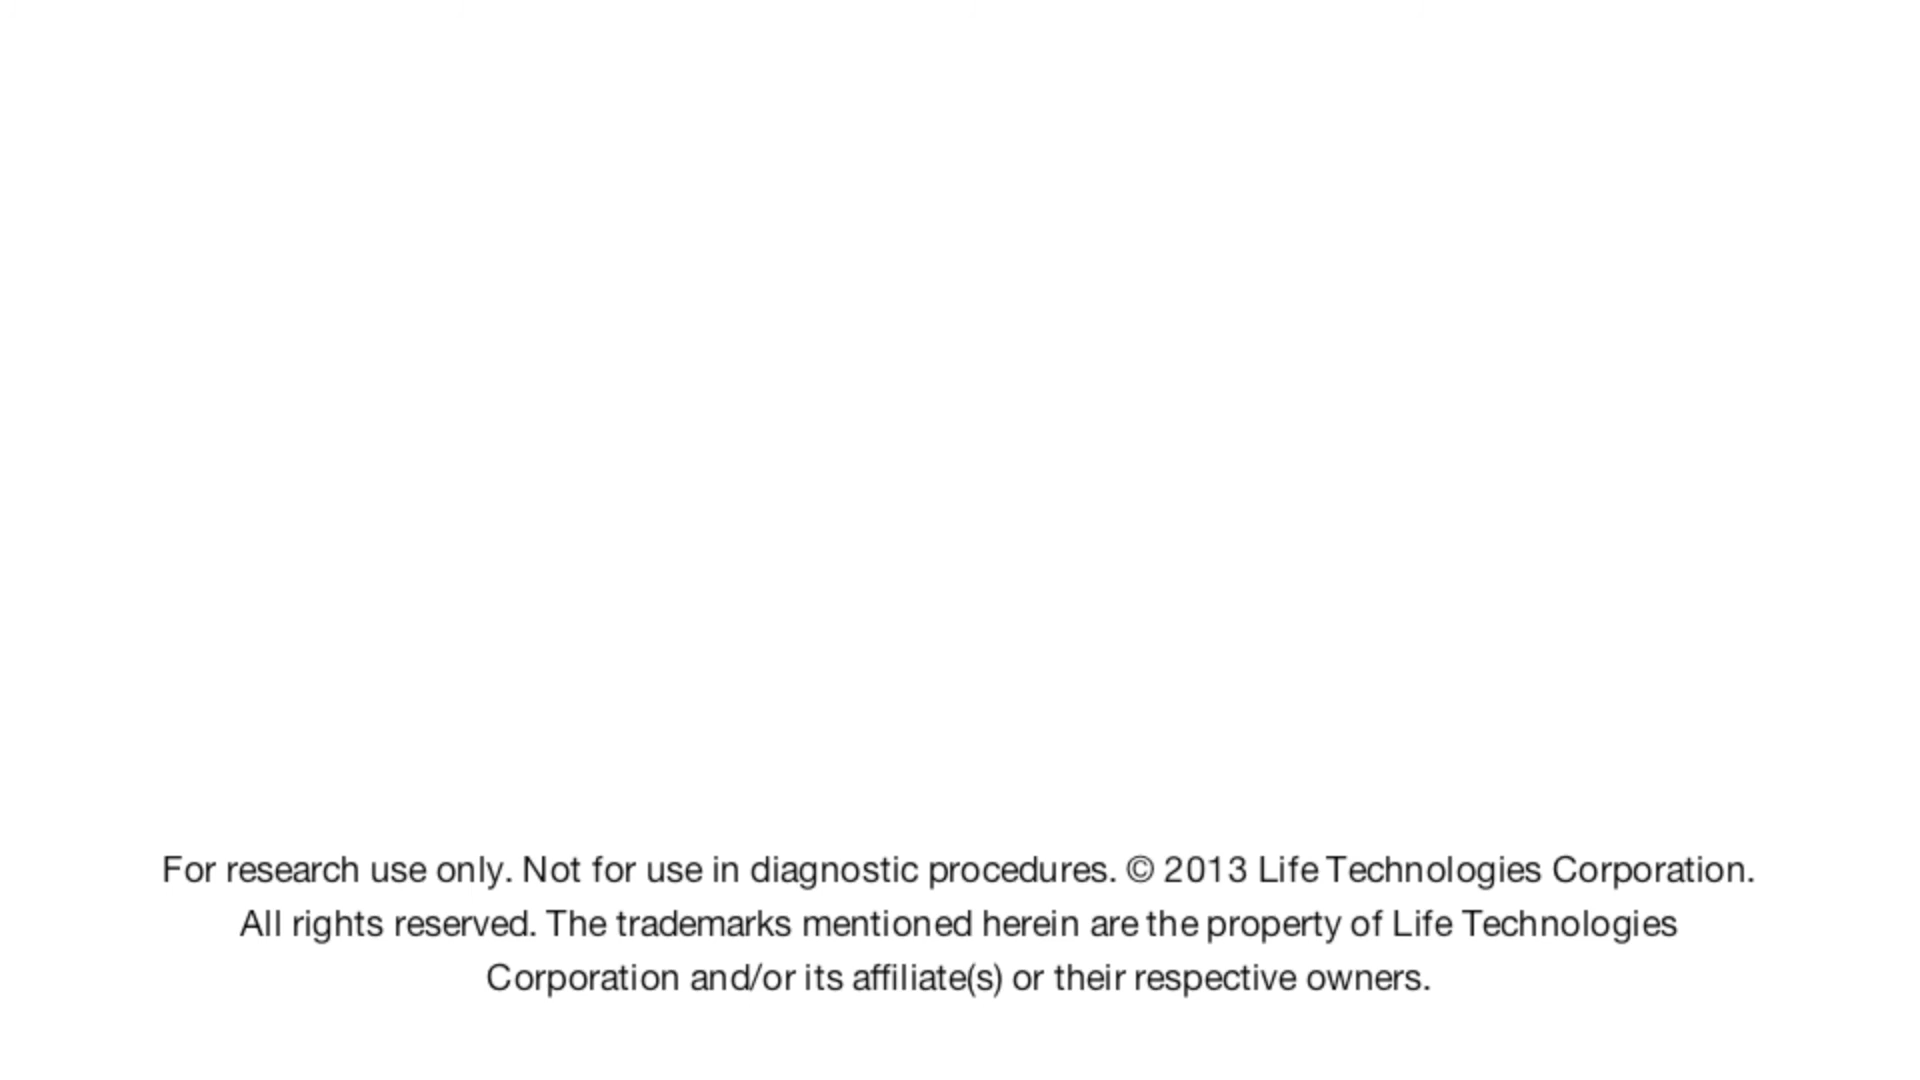 For research use only. Not for use in diagnostic procedures. © 2013 Life Technologies Corporation.
All rights reserved. The trademarks mentioned herein are the property of Life Technologies
Corporation and/or its affiliate(s) or their respective owners.